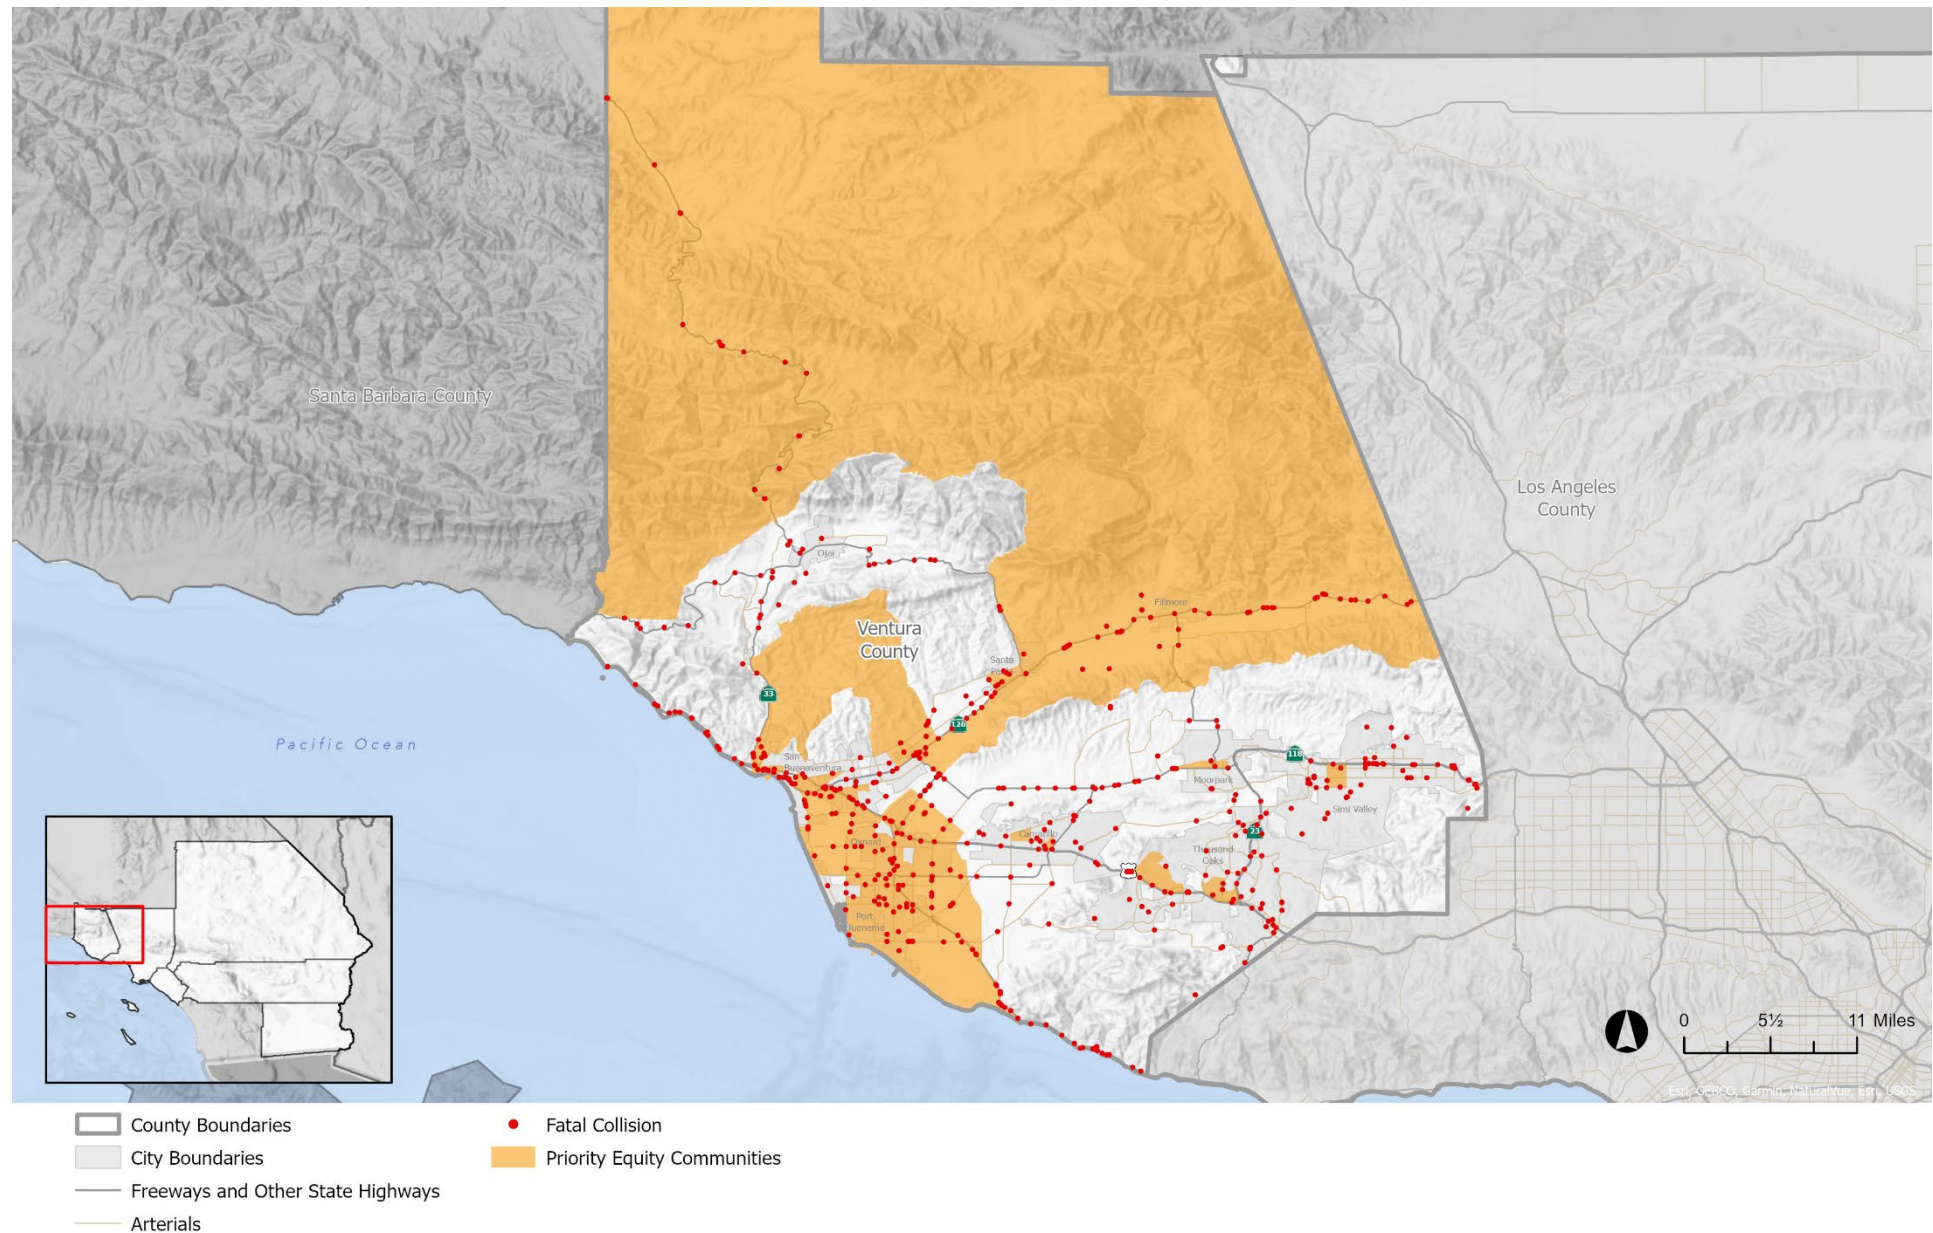 Santa Barbara County
Los Angeles
County
Ojai
Fillmore
Ventura
County
Santa
33
126
Pacific Ocean
San
Buenaventura
118
Moorpark
Simi Valley
23
Camarillo
Oxnard
Thousand
Oaks
Port
Hueneme
0 5½ 11 Miles
Esri, GEBCO, Garmin, NaturalVue, Esri, USGS
County Boundaries
City Boundaries
Freeways and Other State Highways
Arterials
Fatal Collision
Priority Equity Communities